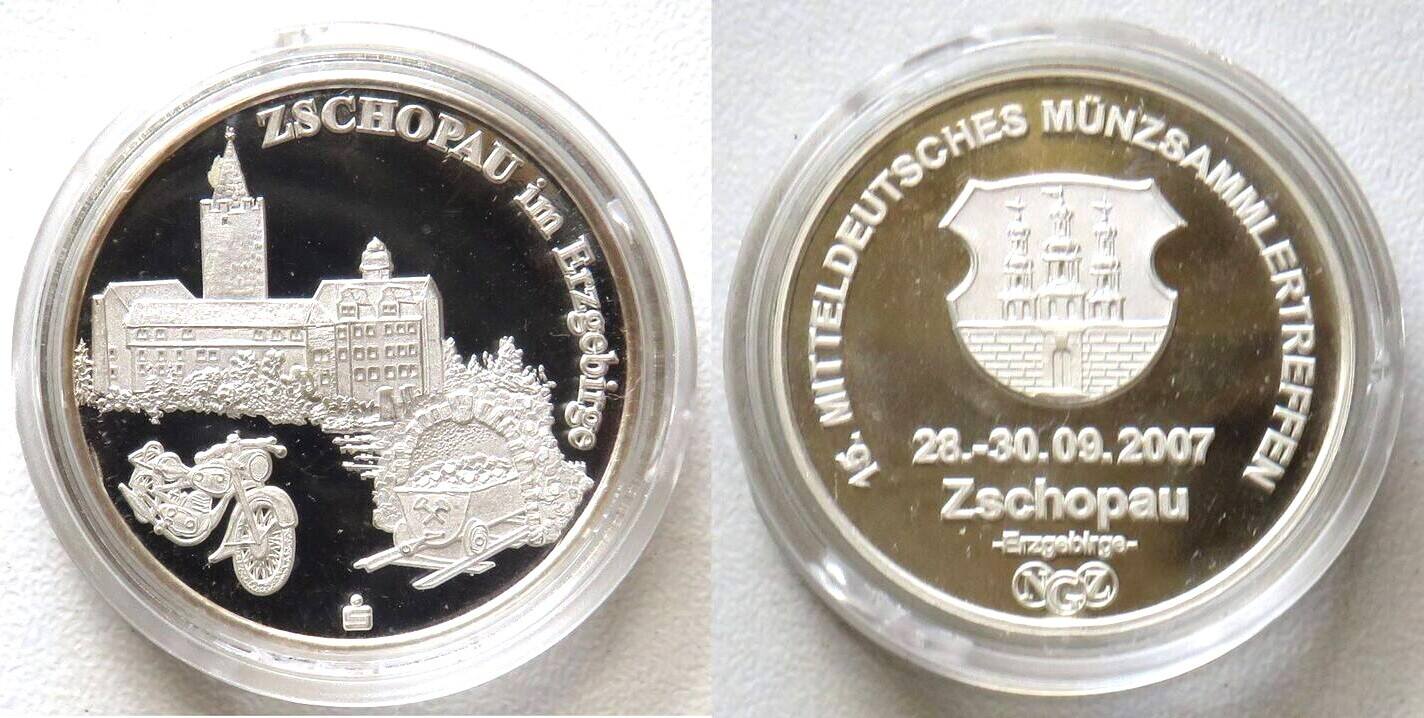 ZSCHOPAU im Erzgebirge
15. MITTELDEUTSCHES MÜNZSAMMLERTREFFEN
28.-30.09.2007
Zschopau
-Erzgebirge-
NGZ